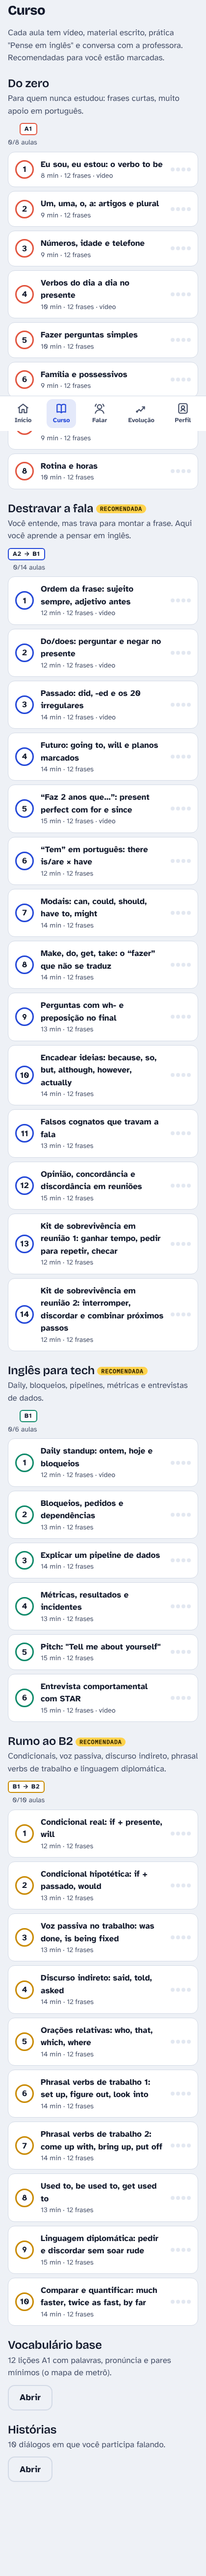 Curso
Cada aula tem vídeo, material escrito, prática
"Pense em inglês" e conversa com a professora.
Recomendadas para você estão marcadas.
Do zero
Para quem nunca estudou: frases curtas, muito
apoio em português.
A1
0/8 aulas
1
Eu sou, eu estou: o verbo to be
8 min · 12 frases · vídeo
2
Um, uma, o, a: artigos e plural
9 min · 12 frases
3
Números, idade e telefone
9 min · 12 frases
4
Verbos do dia a dia no
presente
10 min · 12 frases · vídeo
5
Fazer perguntas simples
10 min · 12 frases
6
Família e possessivos
9 min · 12 frases
Início
Curso
Falar
Evolução
Perfil
9 min · 12 frases
8
Rotina e horas
10 min · 12 frases
Destravar a fala RECOMENDADA
Você entende, mas trava para montar a frase. Aqui
você aprende a pensar em inglês.
A2 → B1
0/14 aulas
1
Ordem da frase: sujeito
sempre, adjetivo antes
12 min · 12 frases · vídeo
2
Do/does: perguntar e negar no
presente
12 min · 12 frases · vídeo
3
Passado: did, -ed e os 20
irregulares
14 min · 12 frases · vídeo
4
Futuro: going to, will e planos
marcados
14 min · 12 frases
5
“Faz 2 anos que…”: present
perfect com for e since
15 min · 12 frases · vídeo
6
“Tem” em português: there
is/are × have
12 min · 12 frases
7
Modais: can, could, should,
have to, might
14 min · 12 frases
8
Make, do, get, take: o “fazer”
que não se traduz
14 min · 12 frases
9
Perguntas com wh- e
preposição no final
13 min · 12 frases
10
Encadear ideias: because, so,
but, although, however,
actually
14 min · 12 frases
11
Falsos cognatos que travam a
fala
13 min · 12 frases
12
Opinião, concordância e
discordância em reuniões
15 min · 12 frases
13
Kit de sobrevivência em
reunião 1: ganhar tempo, pedir
para repetir, checar
12 min · 12 frases
14
Kit de sobrevivência em
reunião 2: interromper,
discordar e combinar próximos
passos
12 min · 12 frases
Inglês para tech RECOMENDADA
Daily, bloqueios, pipelines, métricas e entrevistas
de dados.
B1
0/6 aulas
1
Daily standup: ontem, hoje e
bloqueios
12 min · 12 frases · vídeo
2
Bloqueios, pedidos e
dependências
13 min · 12 frases
3
Explicar um pipeline de dados
14 min · 12 frases
4
Métricas, resultados e
incidentes
13 min · 12 frases
5
Pitch: "Tell me about yourself"
15 min · 12 frases
6
Entrevista comportamental
com STAR
15 min · 12 frases · vídeo
Rumo ao B2 RECOMENDADA
Condicionais, voz passiva, discurso indireto, phrasal
verbs de trabalho e linguagem diplomática.
B1 → B2
0/10 aulas
1
Condicional real: if + presente,
will
12 min · 12 frases
2
Condicional hipotética: if +
passado, would
13 min · 12 frases
3
Voz passiva no trabalho: was
done, is being fixed
13 min · 12 frases
4
Discurso indireto: said, told,
asked
14 min · 12 frases
5
Orações relativas: who, that,
which, where
14 min · 12 frases
6
Phrasal verbs de trabalho 1:
set up, figure out, look into
14 min · 12 frases
7
Phrasal verbs de trabalho 2:
come up with, bring up, put off
14 min · 12 frases
8
Used to, be used to, get used
to
13 min · 12 frases
9
Linguagem diplomática: pedir
e discordar sem soar rude
15 min · 12 frases
10
Comparar e quantificar: much
faster, twice as fast, by far
14 min · 12 frases
Vocabulário base
12 lições A1 com palavras, pronúncia e pares
mínimos (o mapa de metrô).
Abrir
Histórias
10 diálogos em que você participa falando.
Abrir